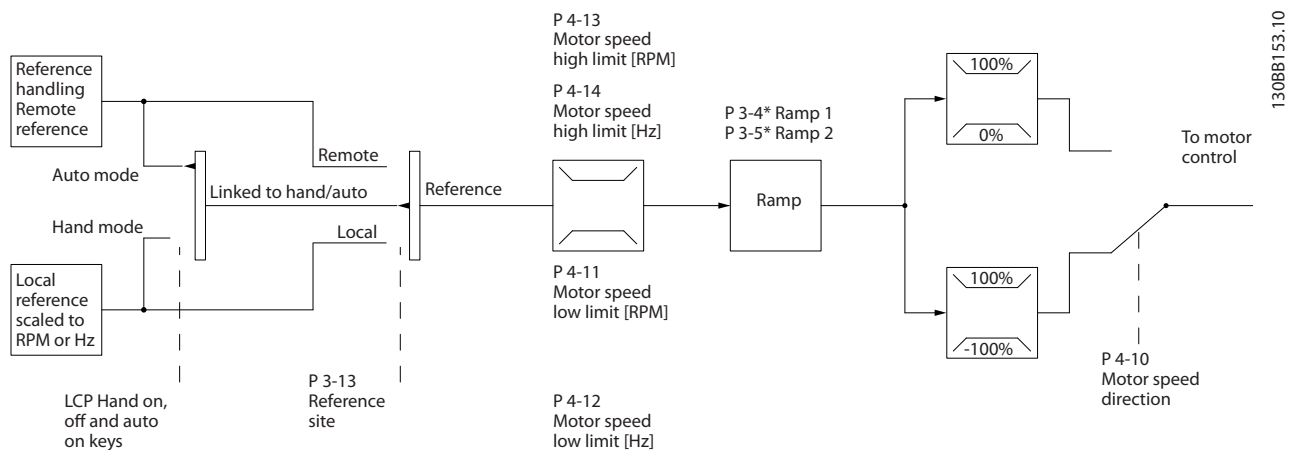 Reference
handling
Remote
reference
Auto mode
Hand mode
Local
reference
scaled to
RPM or Hz
LCP Hand on,
off and auto
on keys
Linked to hand/auto
Remote
Local
P 3-13
Reference
site
Reference
P 4-13
Motor speed
high limit [RPM]
P 4-14
Motor speed
high limit [Hz]
P 4-11
Motor speed
low limit [RPM]
P 4-12
Motor speed
low limit [Hz]
P 3-4* Ramp 1
P 3-5* Ramp 2
Ramp
100%
0%
100%
-100%
To motor
control
P 4-10
Motor speed
direction
130BB153.10